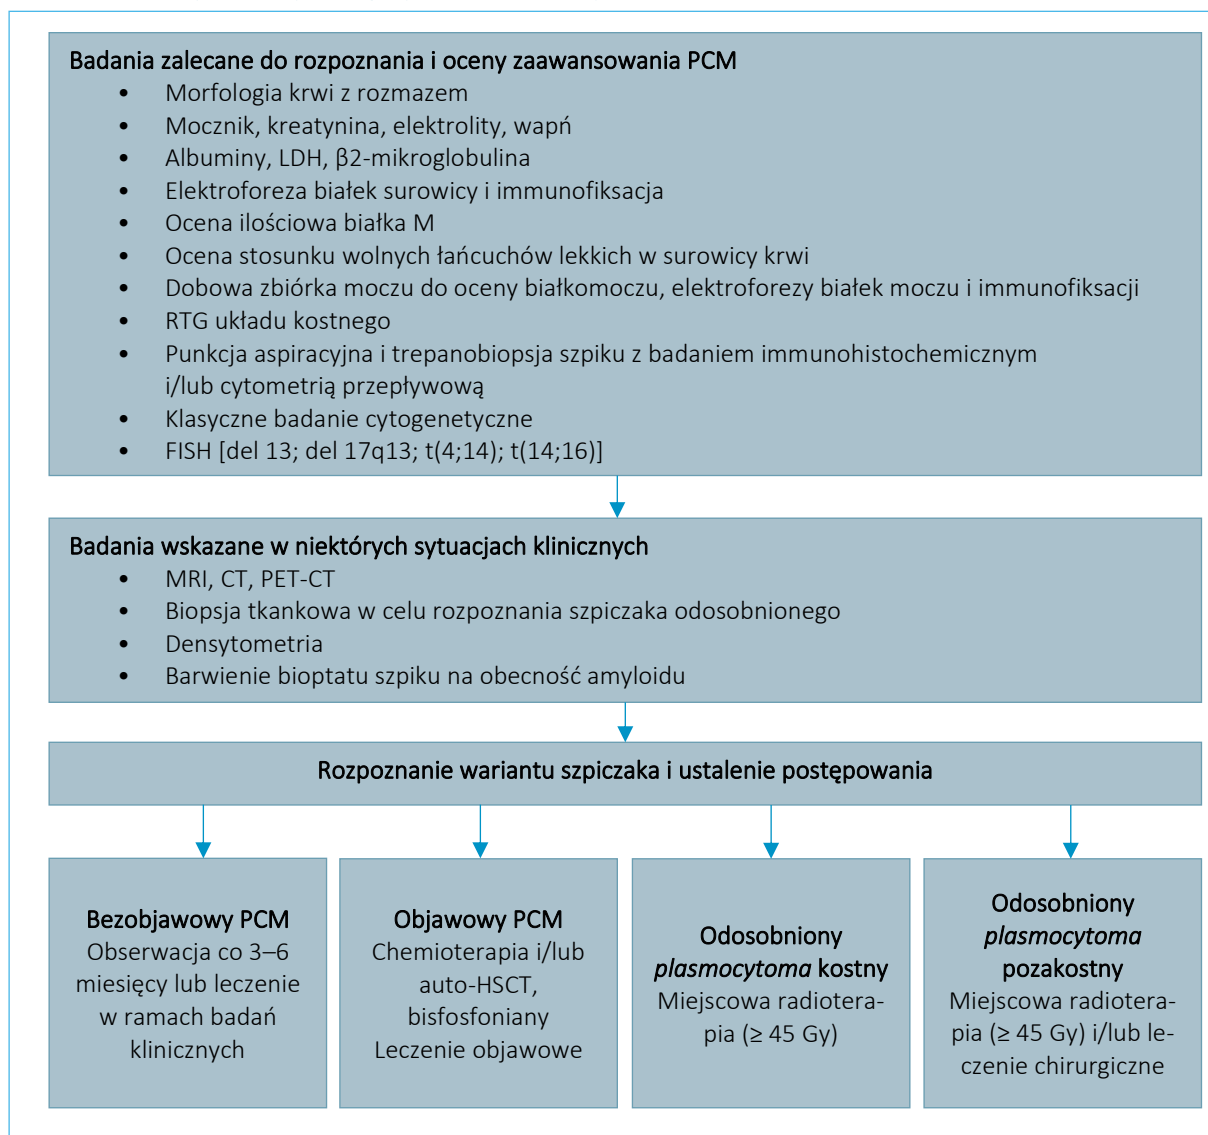 Badania zalecane do rozpoznania i oceny zaawansowania PCM
• Morfologia krwi z rozmazem
• Mocznik, kreatynina, elektrolity, wapń
• Albuminy, LDH, β2-mikroglobulina
• Elektroforeza białek surowicy i immunofiksacja
• Ocena ilościowa białka M
• Ocena stosunku wolnych łańcuchów lekkich w surowicy krwi
• Dobowa zbiórka moczu do oceny białkomoczu, elektroforezy białek moczu i immunofiksacji
• RTG układu kostnego
• Punkcja aspiracyjna i trepanobiopsja szpiku z badaniem immunohistochemicznym
i/lub cytometrią przepływową
• Klasyczne badanie cytogenetyczne
• FISH [del 13; del 17q13; t(4;14); t(14;16)]
Badania wskazane w niektórych sytuacjach klinicznych
• MRI, CT, PET-CT
• Biopsja tkankowa w celu rozpoznania szpiczaka odosobnionego
• Densytometria
• Barwienie bioptatu szpiku na obecność amyloidu
Rozpoznanie wariantu szpiczaka i ustalenie postępowania
Bezobjawowy PCM
Obserwacja co 3–6
miesięcy lub leczenie
w ramach badań
klinicznych
Objawowy PCM
Chemioterapia i/lub
auto-HSCT,
bisfosfoniany
Leczenie objawowe
Odosobniony
plasmocytoma kostny
Miejscowa radiotera-
pia (≥ 45 Gy)
Odosobniony
plasmocytoma
pozakostny
Miejscowa radiotera-
pia (≥ 45 Gy) i/lub le-
czenie chirurgiczne